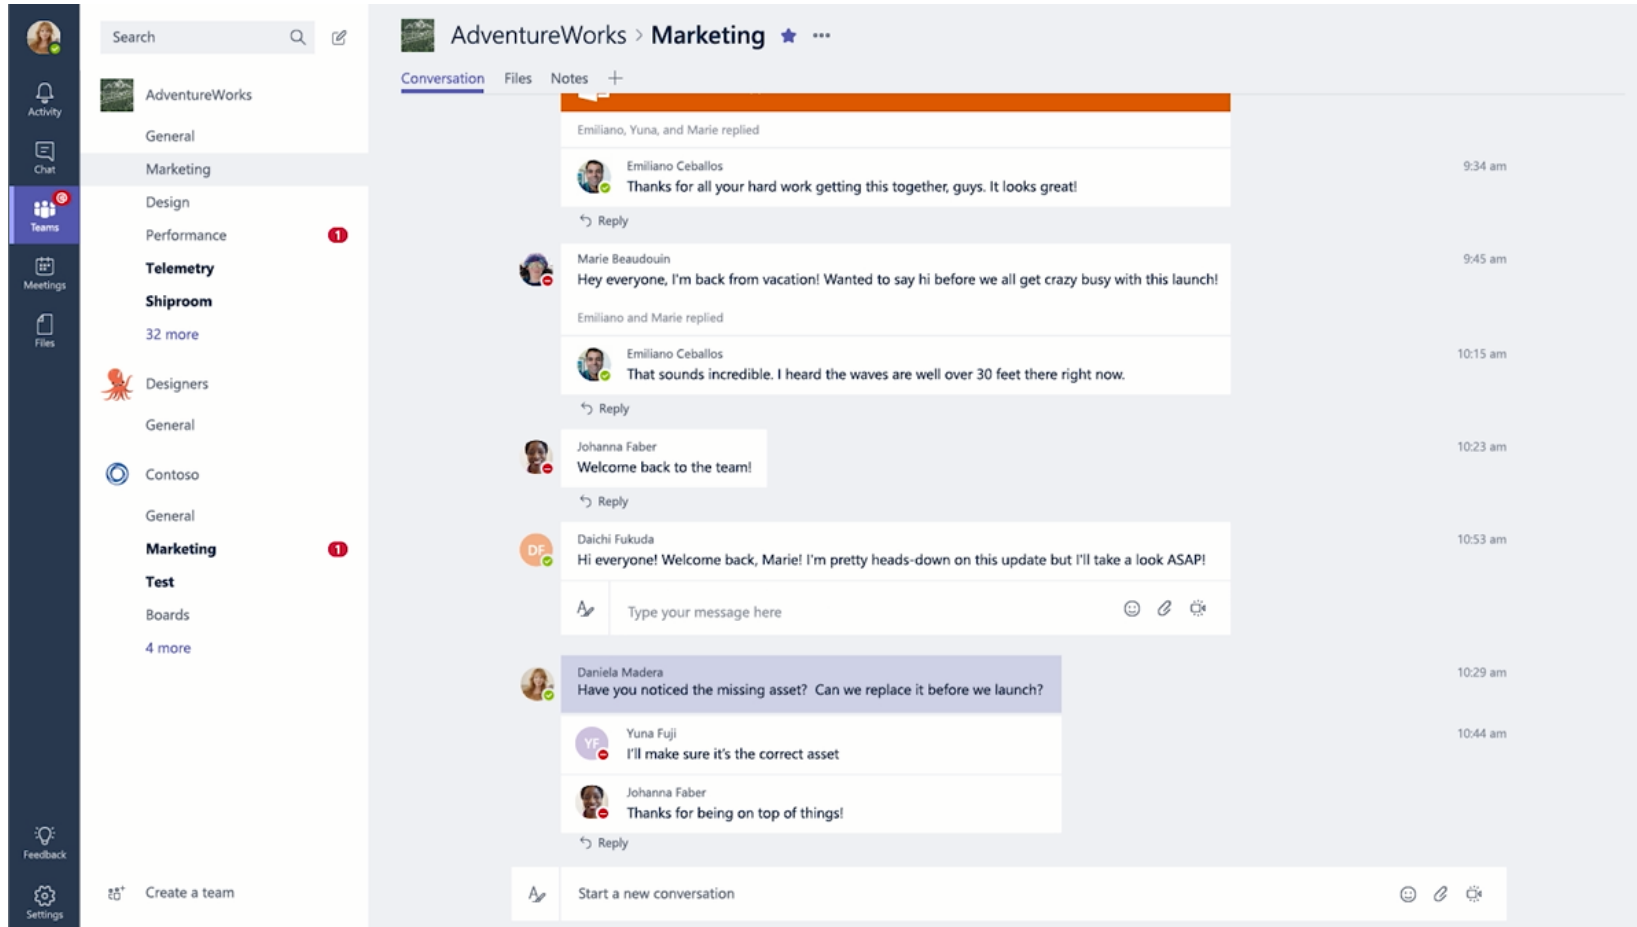 Search
Activity
Chat
Teams
Meetings
Files
Feedback
Settings
AdventureWorks
General
Marketing
Design
Performance 1
Telemetry
Shiproom
32 more
Designers
General
Contoso
General
Marketing 1
Test
Boards
4 more
Create a team
AdventureWorks > Marketing
Conversation Files Notes
Emiliano, Yuna, and Marie replied
Emiliano Ceballos 9:34 am
Thanks for all your hard work getting this together, guys. It looks great!
Reply
Marie Beaudouin 9:45 am
Hey everyone, I'm back from vacation! Wanted to say hi before we all get crazy busy with this launch!
Emiliano and Marie replied
Emiliano Ceballos 10:15 am
That sounds incredible. I heard the waves are well over 30 feet there right now.
Reply
Johanna Faber 10:23 am
Welcome back to the team!
Reply
DF
Daichi Fukuda 10:53 am
Hi everyone! Welcome back, Marie! I'm pretty heads-down on this update but I'll take a look ASAP!
Type your message here
Daniela Madera 10:29 am
Have you noticed the missing asset?  Can we replace it before we launch?
YF
Yuna Fuji 10:44 am
I'll make sure it's the correct asset
Johanna Faber
Thanks for being on top of things!
Reply
Start a new conversation